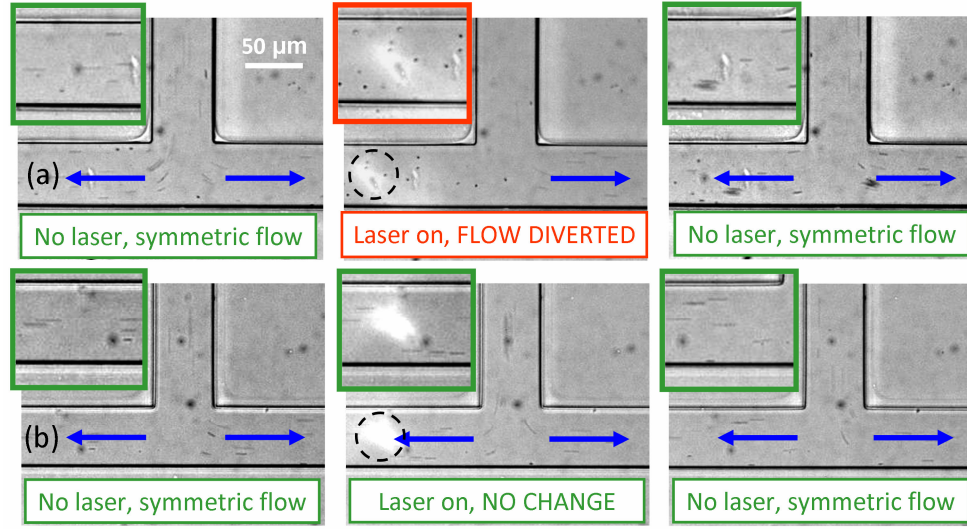 50 µm
(a)
No laser, symmetric flow
Laser on, FLOW DIVERTED
No laser, symmetric flow
(b)
No laser, symmetric flow
Laser on, NO CHANGE
No laser, symmetric flow